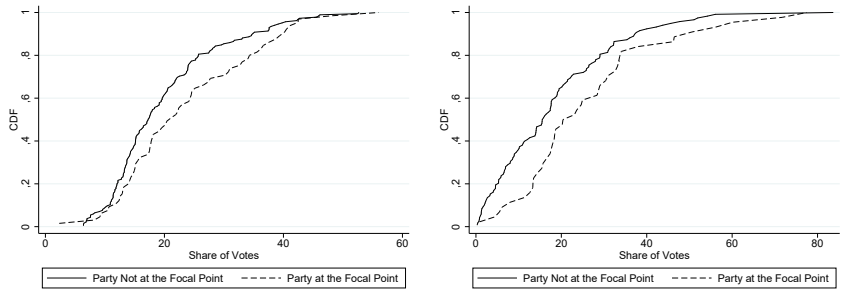 CDF
0 .2 .4 .6 .8 1
0 20 40 60
Share of Votes
Party Not at the Focal Point Party at the Focal Point
CDF
0 .2 .4 .6 .8 1
0 20 40 60 80
Share of Votes
Party Not at the Focal Point Party at the Focal Point